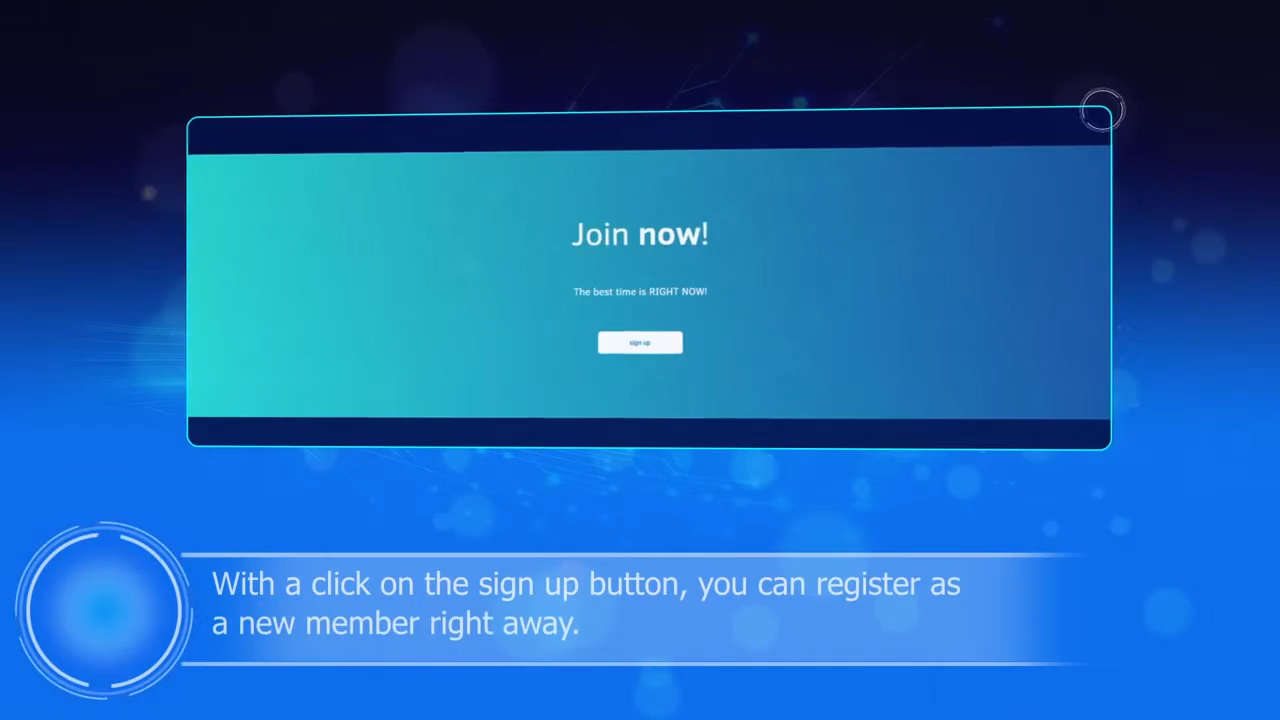 Join now!
The best time is RIGHT NOW!
sign up
With a click on the sign up button, you can register as
a new member right away.